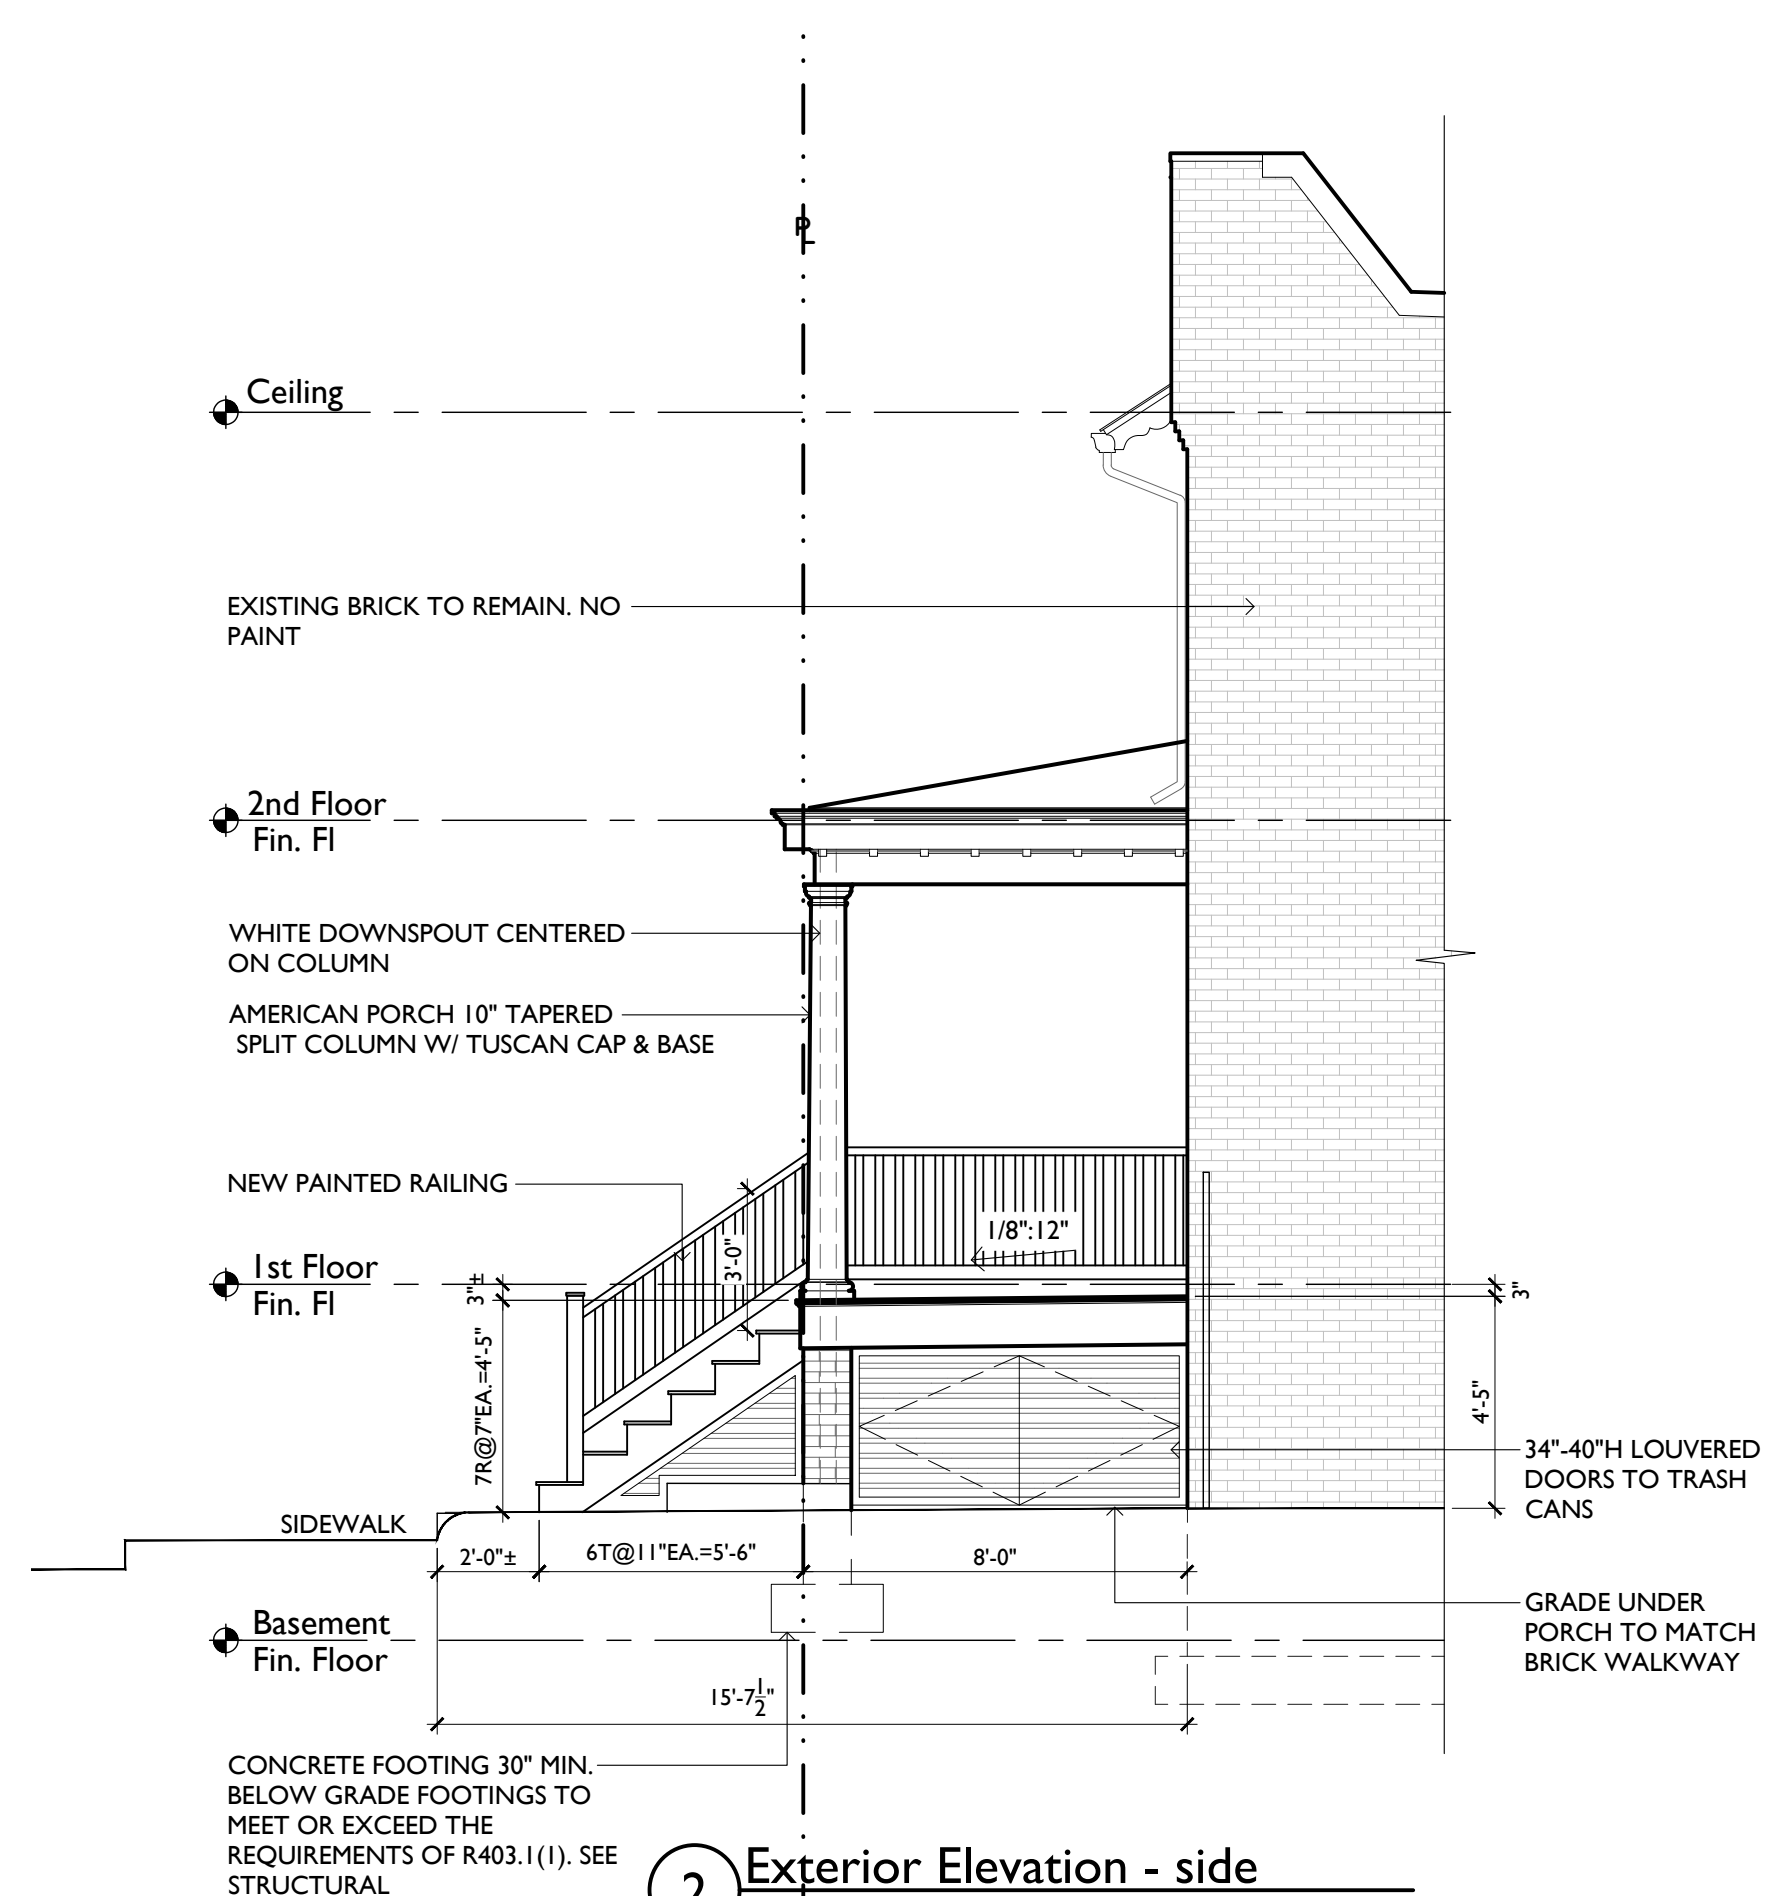 PL
Ceiling
EXISTING BRICK TO REMAIN. NO
PAINT
2nd Floor
Fin. Fl
WHITE DOWNSPOUT CENTERED
ON COLUMN
AMERICAN PORCH 10" TAPERED
SPLIT COLUMN W/ TUSCAN CAP & BASE
NEW PAINTED RAILING
1/8":12"
3'-0"
1st Floor
Fin. Fl
3"±
3"
7R@7"EA.=4'-5"
4'-5"
34"-40"H LOUVERED
DOORS TO TRASH
CANS
SIDEWALK
2'-0"±
6T@11"EA.=5'-6"
8'-0"
GRADE UNDER
PORCH TO MATCH
BRICK WALKWAY
Basement
Fin. Floor
15'-7 1/2"
CONCRETE FOOTING 30" MIN.
BELOW GRADE FOOTINGS TO
MEET OR EXCEED THE
REQUIREMENTS OF R403.1(1). SEE
STRUCTURAL
2
Exterior Elevation - side